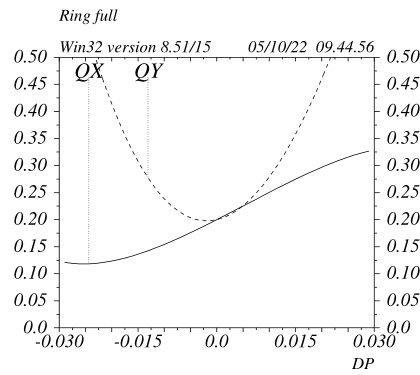 Ring full
Win32 version 8.51/15 05/10/22 09.44.56
0.50 QX QY 0.50
0.45 0.45
0.40 0.40
0.35 0.35
0.30 0.30
0.25 0.25
0.20 0.20
0.15 0.15
0.10 0.10
0.05 0.05
0.0 0.0
-0.030 -0.015 0.0 0.015 0.030
DP